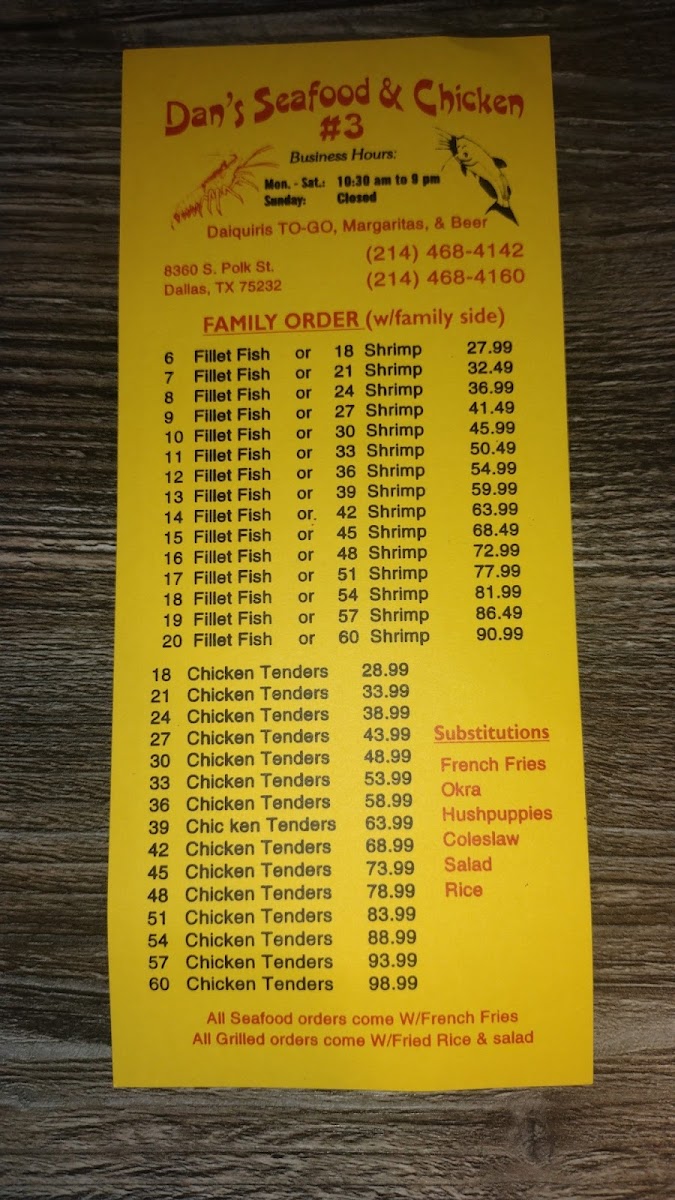 Dan's Seafood & Chicken
#3
Business Hours:
Mon. - Sat.: 10:30 am to 9 pm
Sunday: Closed
Daiquiris TO-GO, Margaritas, & Beer
8360 S. Polk St. (214) 468-4142
Dallas, TX 75232 (214) 468-4160
FAMILY ORDER (w/family side)
6 Fillet Fish or 18 Shrimp 27.99
7 Fillet Fish or 21 Shrimp 32.49
8 Fillet Fish or 24 Shrimp 36.99
9 Fillet Fish or 27 Shrimp 41.49
10 Fillet Fish or 30 Shrimp 45.99
11 Fillet Fish or 33 Shrimp 50.49
12 Fillet Fish or 36 Shrimp 54.99
13 Fillet Fish or 39 Shrimp 59.99
14 Fillet Fish or. 42 Shrimp 63.99
15 Fillet Fish or 45 Shrimp 68.49
16 Fillet Fish or 48 Shrimp 72.99
17 Fillet Fish or 51 Shrimp 77.99
18 Fillet Fish or 54 Shrimp 81.99
19 Fillet Fish or 57 Shrimp 86.49
20 Fillet Fish or 60 Shrimp 90.99
18 Chicken Tenders 28.99
21 Chicken Tenders 33.99
24 Chicken Tenders 38.99
27 Chicken Tenders 43.99
30 Chicken Tenders 48.99
33 Chicken Tenders 53.99
36 Chicken Tenders 58.99
39 Chic ken Tenders 63.99
42 Chicken Tenders 68.99
45 Chicken Tenders 73.99
48 Chicken Tenders 78.99
51 Chicken Tenders 83.99
54 Chicken Tenders 88.99
57 Chicken Tenders 93.99
60 Chicken Tenders 98.99
Substitutions
French Fries
Okra
Hushpuppies
Coleslaw
Salad
Rice
All Seafood orders come W/French Fries
All Grilled orders come W/Fried Rice & salad